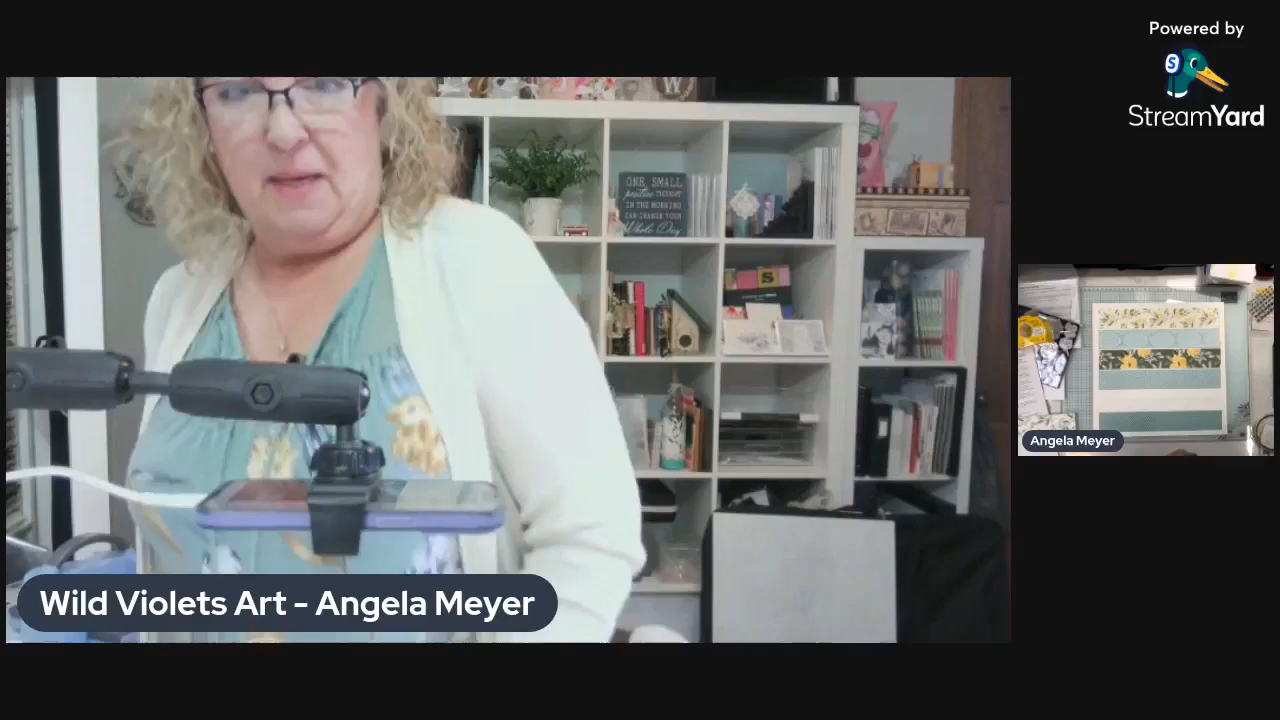 Powered by
S
StreamYard
W
ONE SMALL
positive THOUGHT
IN THE MORNING
CAN CHANGE YOUR
Whole Day
S
Angela Meyer
Wild Violets Art - Angela Meyer